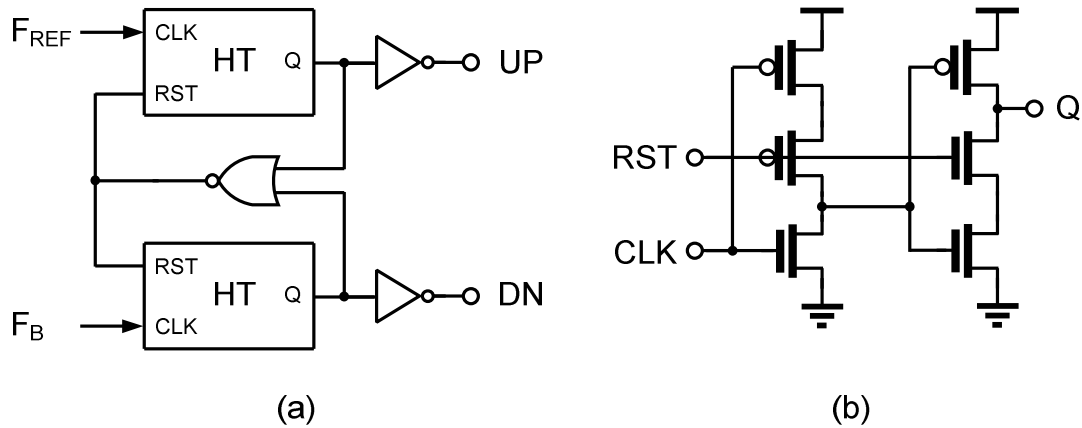 F_REF
CLK
HT
Q
RST
UP
RST
HT
Q
DN
F_B
CLK
(a)
RST
CLK
Q
(b)